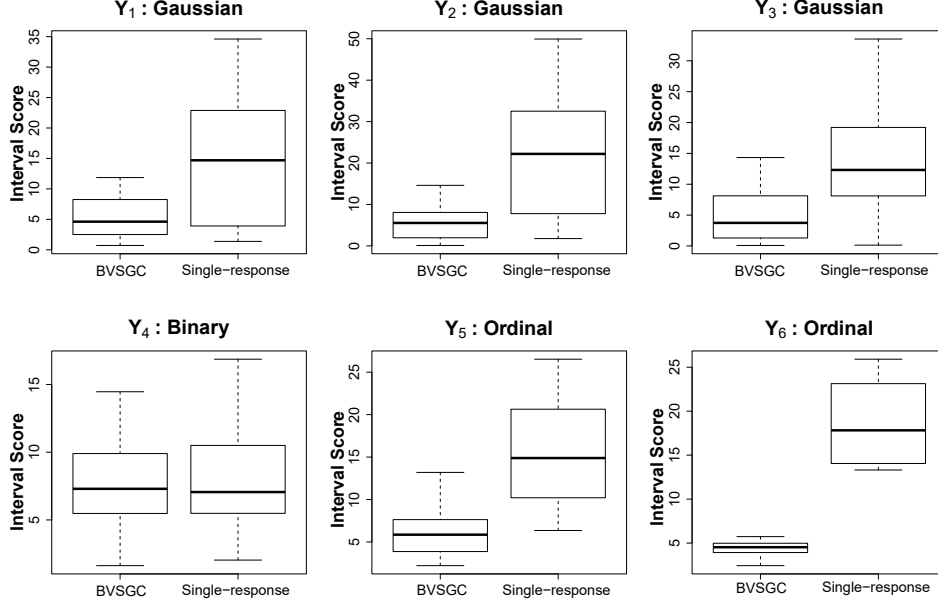 Y₁ : Gaussian
Interval Score
35
30
25
20
15
10
5
0
BVSGC
Single−response
Y₂ : Gaussian
Interval Score
50
40
30
20
10
0
BVSGC
Single−response
Y₃ : Gaussian
Interval Score
30
25
20
15
10
5
0
BVSGC
Single−response
Y₄ : Binary
Interval Score
15
10
5
BVSGC
Single−response
Y₅ : Ordinal
Interval Score
25
20
15
10
5
BVSGC
Single−response
Y₆ : Ordinal
Interval Score
25
20
15
10
5
BVSGC
Single−response